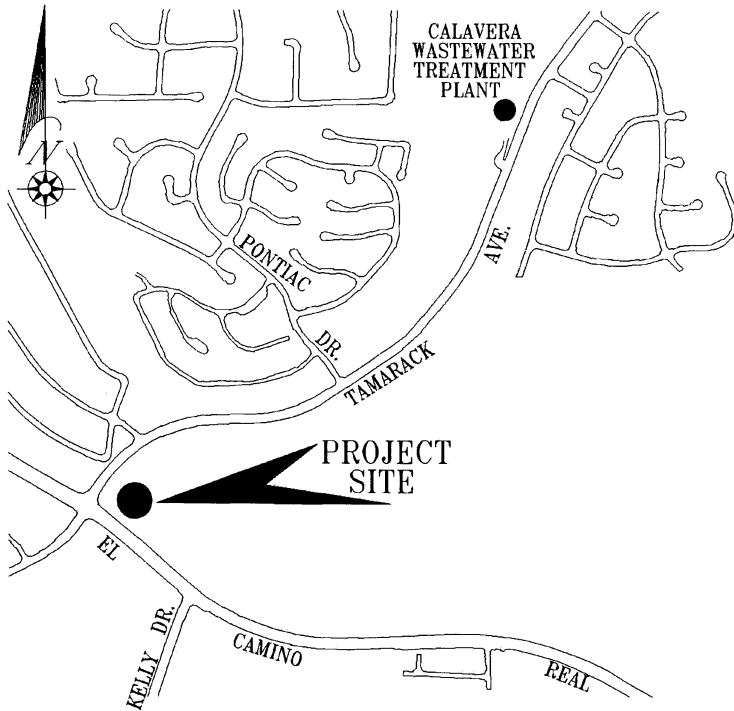 CALAVERA
WASTEWATER
TREATMENT
PLANT
N
PONTIAC
DR.
AVE.
TAMARACK
PROJECT
SITE
EL
KELLY DR.
CAMINO
REAL